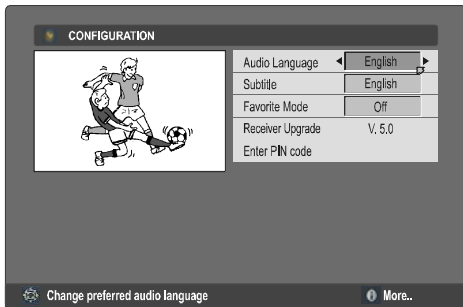 CONFIGURATION
Audio Language English
Subtitle English
Favorite Mode Off
Receiver Upgrade V. 5.0
Enter PIN code
Change preferred audio language More..